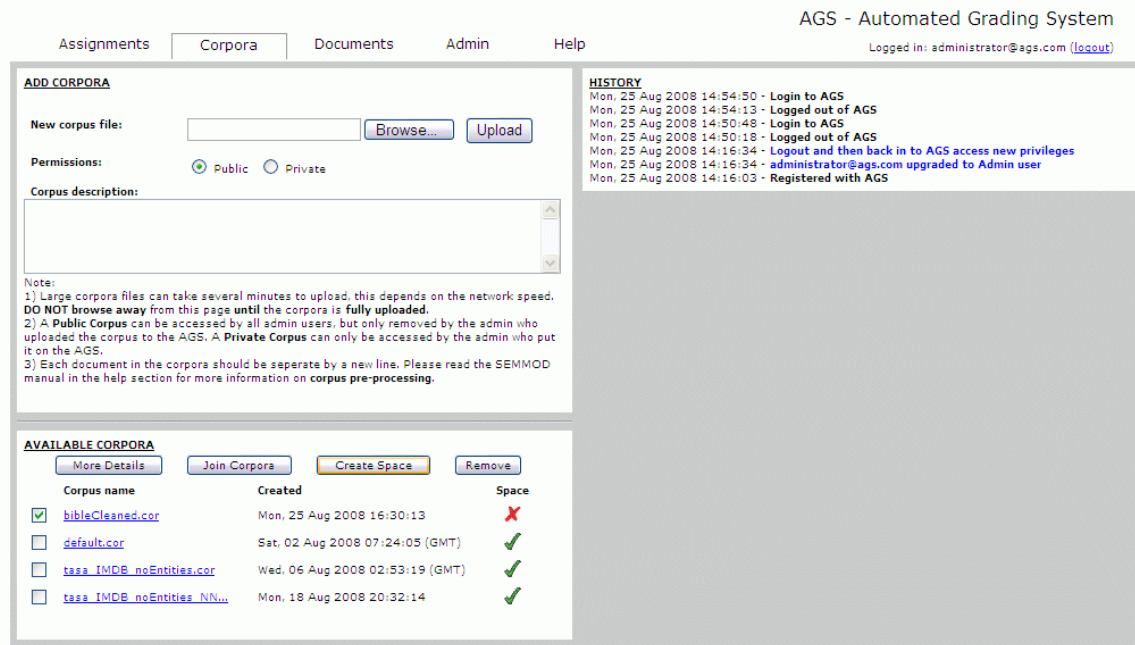 AGS - Automated Grading System
Assignments Corpora Documents Admin Help
Logged in: administrator@ags.com (logout)
ADD CORPORA
New corpus file: Browse... Upload
Permissions: Public Private
Corpus description:
Note:
1) Large corpora files can take several minutes to upload, this depends on the network speed.
DO NOT browse away from this page until the corpora is fully uploaded.
2) A Public Corpus can be accessed by all admin users, but only removed by the admin who
uploaded the corpus to the AGS. A Private Corpus can only be accessed by the admin who put
it on the AGS.
3) Each document in the corpora should be seperate by a new line. Please read the SEMMOD
manual in the help section for more information on corpus pre-processing.
HISTORY
Mon, 25 Aug 2008 14:54:50 - Login to AGS
Mon, 25 Aug 2008 14:54:13 - Logged out of AGS
Mon, 25 Aug 2008 14:50:48 - Login to AGS
Mon, 25 Aug 2008 14:50:18 - Logged out of AGS
Mon, 25 Aug 2008 14:16:34 - Logout and then back in to AGS access new privileges
Mon, 25 Aug 2008 14:16:34 - administrator@ags.com upgraded to Admin user
Mon, 25 Aug 2008 14:16:03 - Registered with AGS
AVAILABLE CORPORA
More Details Join Corpora Create Space Remove
Corpus name Created Space
bibleCleaned.cor Mon, 25 Aug 2008 16:30:13
default.cor Sat, 02 Aug 2008 07:24:05 (GMT)
tasa_IMDB_noEntities.cor Wed, 06 Aug 2008 02:53:19 (GMT)
tasa_IMDB_noEntities_NN... Mon, 18 Aug 2008 20:32:14